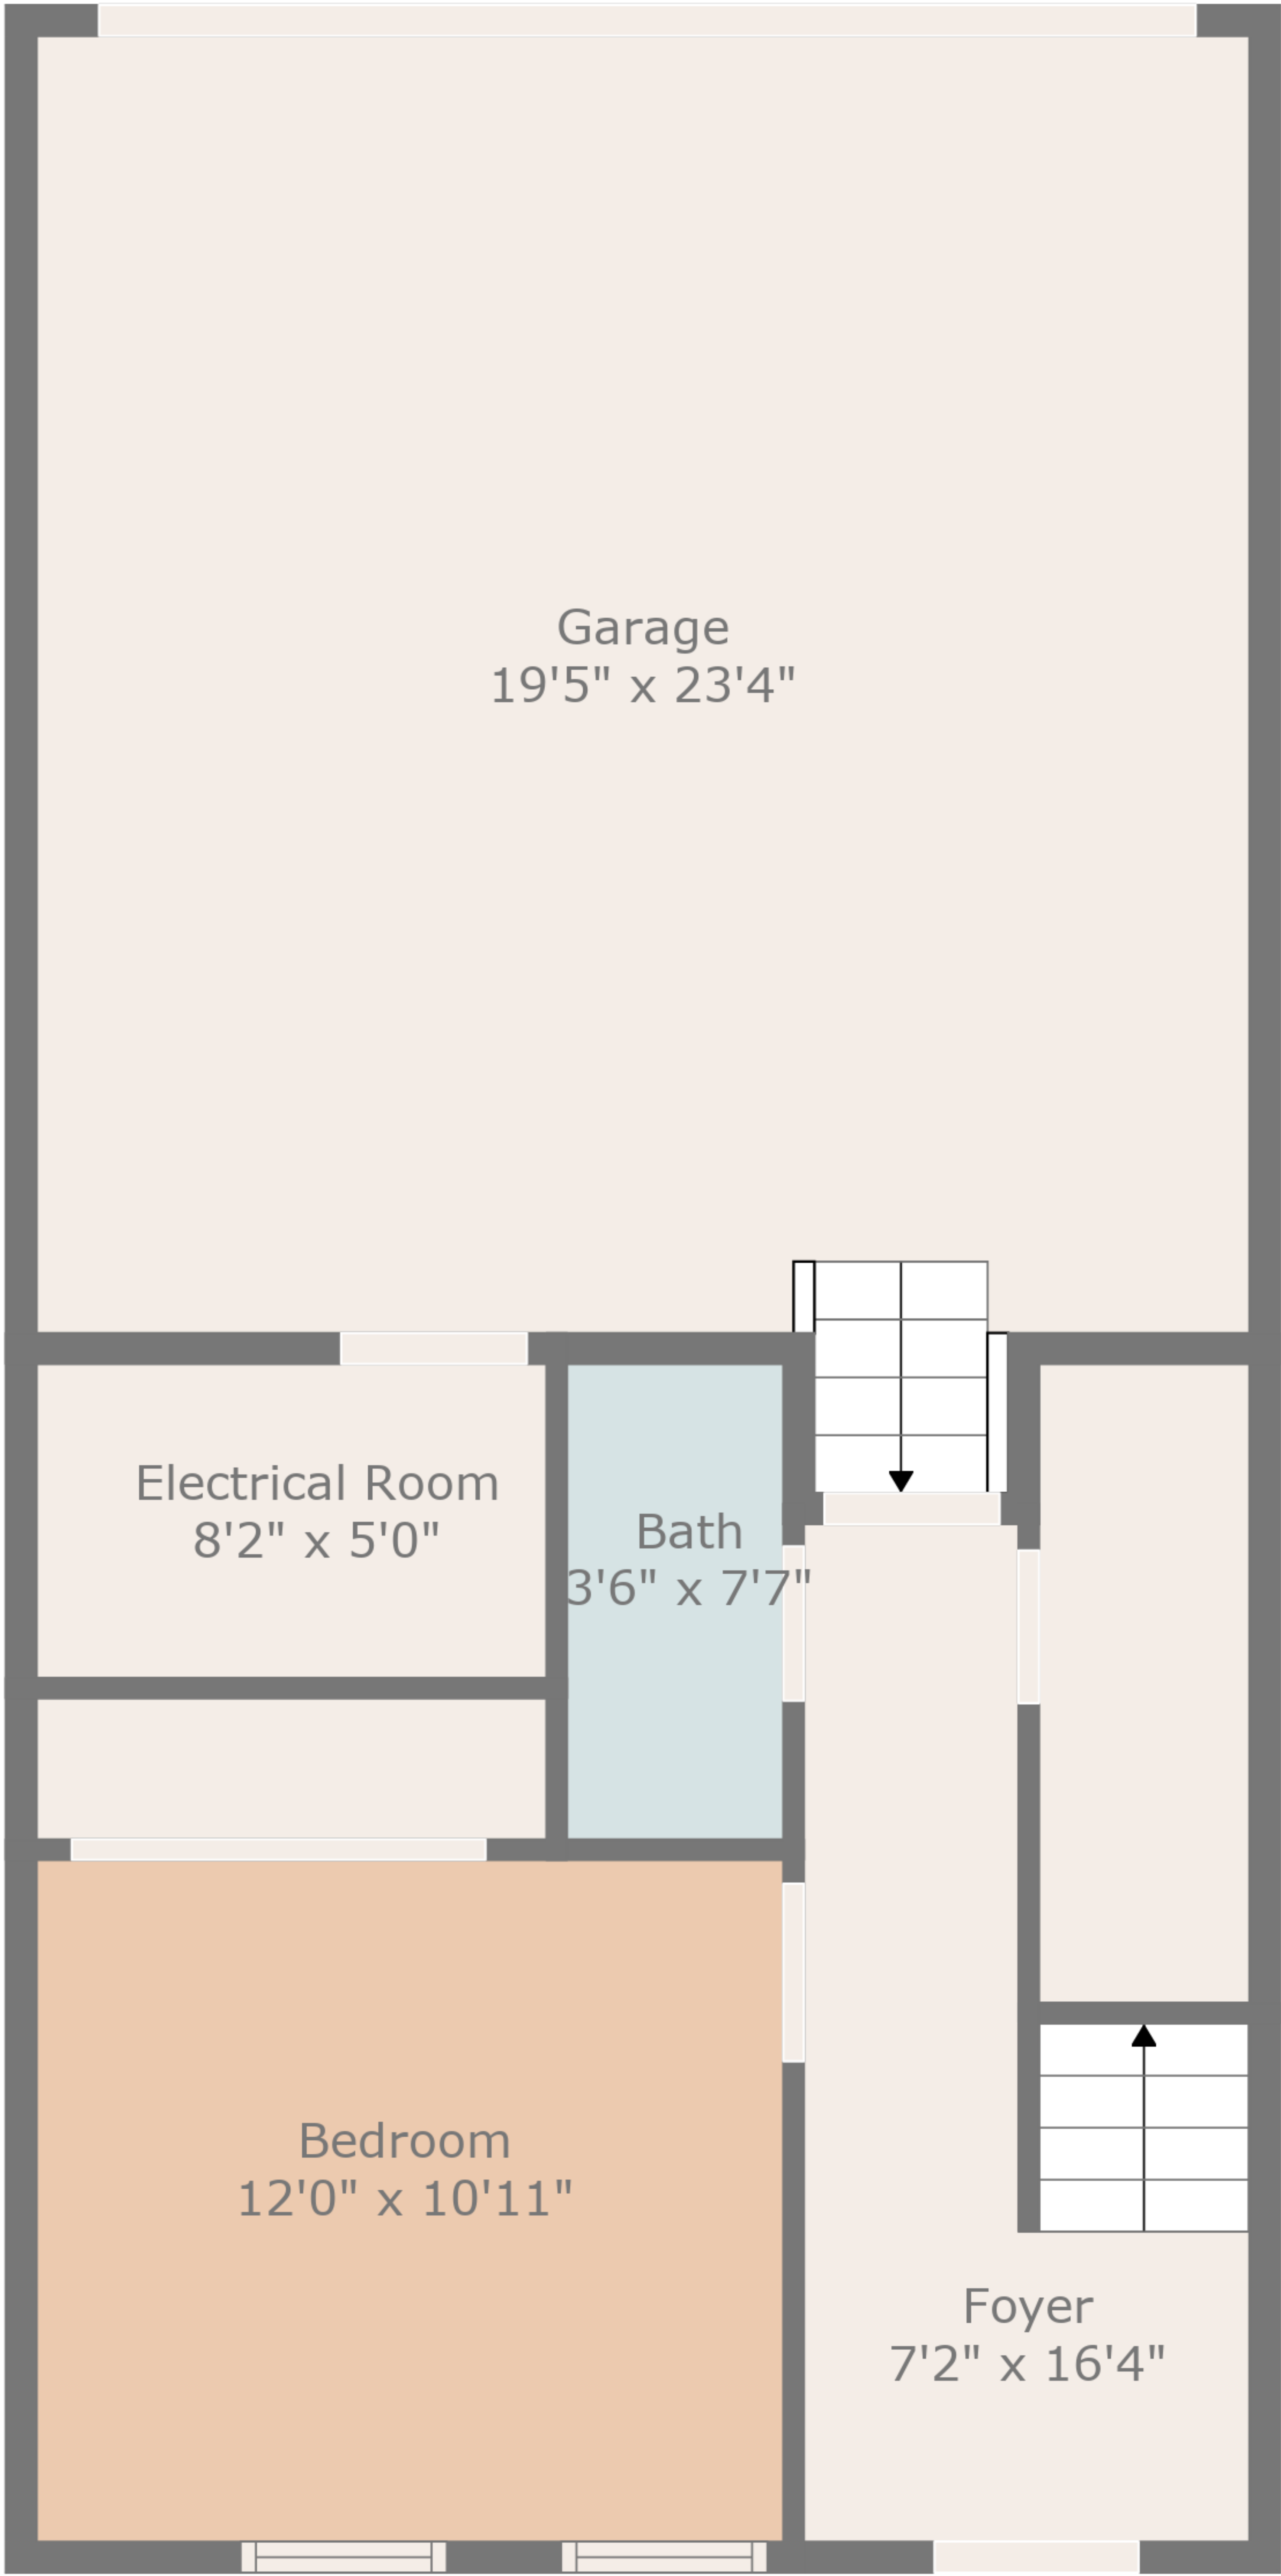 Garage
19'5" x 23'4"
Electrical Room
8'2" x 5'0"
Bath
3'6" x 7'7"
Bedroom
12'0" x 10'11"
Foyer
7'2" x 16'4"